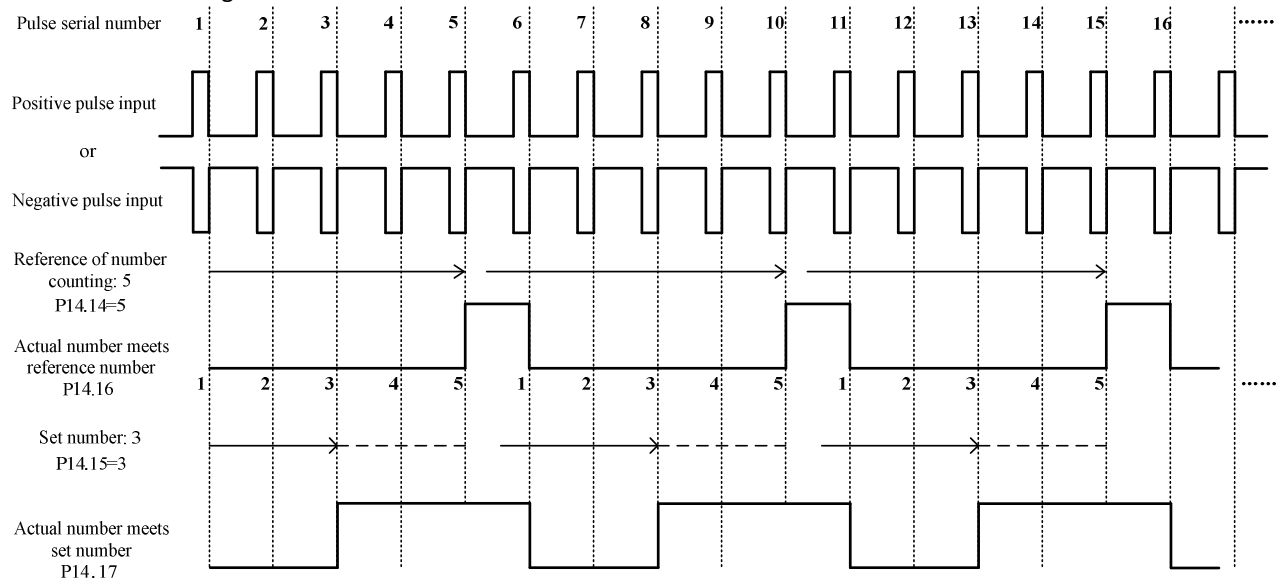 Pulse serial number 1 2 3 4 5 6 7 8 9 10 11 12 13 14 15 16 ······
Positive pulse input
or
Negative pulse input
Reference of number
counting: 5
P14.14=5
Actual number meets
reference number
P14.16
1 2 3 4 5 1 2 3 4 5 1 2 3 4 5 ······
Set number: 3
P14.15=3
Actual number meets
set number
P14.17